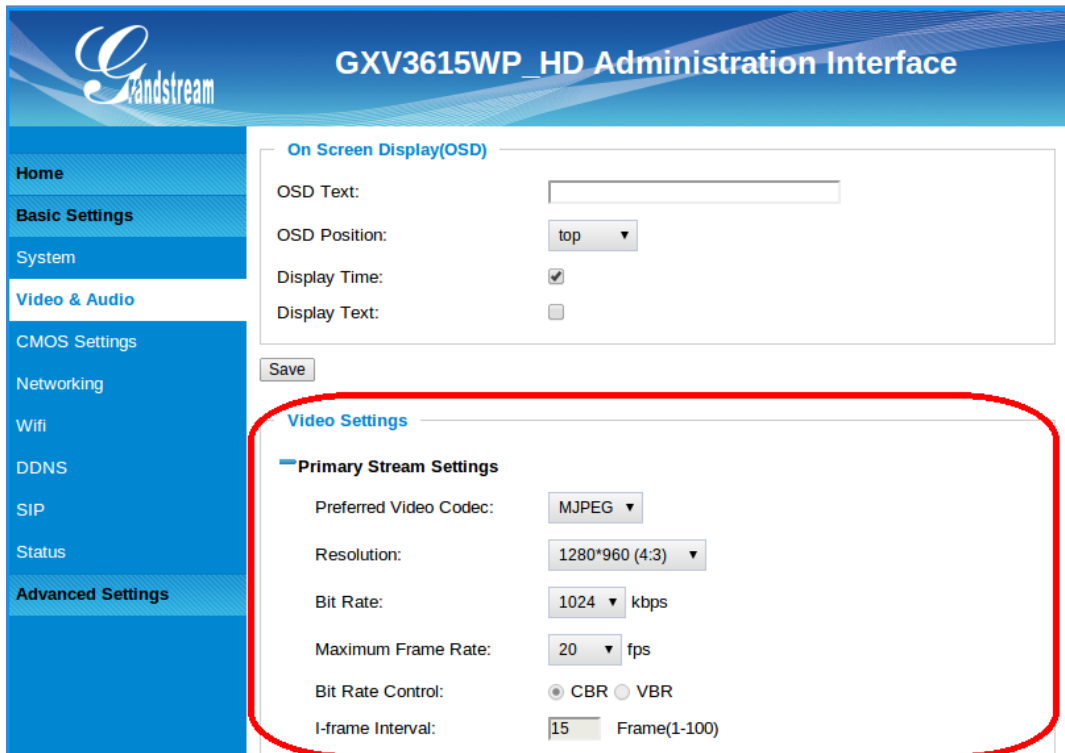 Grandstream
GXV3615WP_HD Administration Interface
Home
Basic Settings
System
Video & Audio
CMOS Settings
Networking
Wifi
DDNS
SIP
Status
Advanced Settings
On Screen Display(OSD)
OSD Text:
OSD Position: top
Display Time:
Display Text:
Save
Video Settings
Primary Stream Settings
Preferred Video Codec: MJPEG
Resolution: 1280*960 (4:3)
Bit Rate: 1024 kbps
Maximum Frame Rate: 20 fps
Bit Rate Control: CBR VBR
I-frame Interval: 15 Frame(1-100)